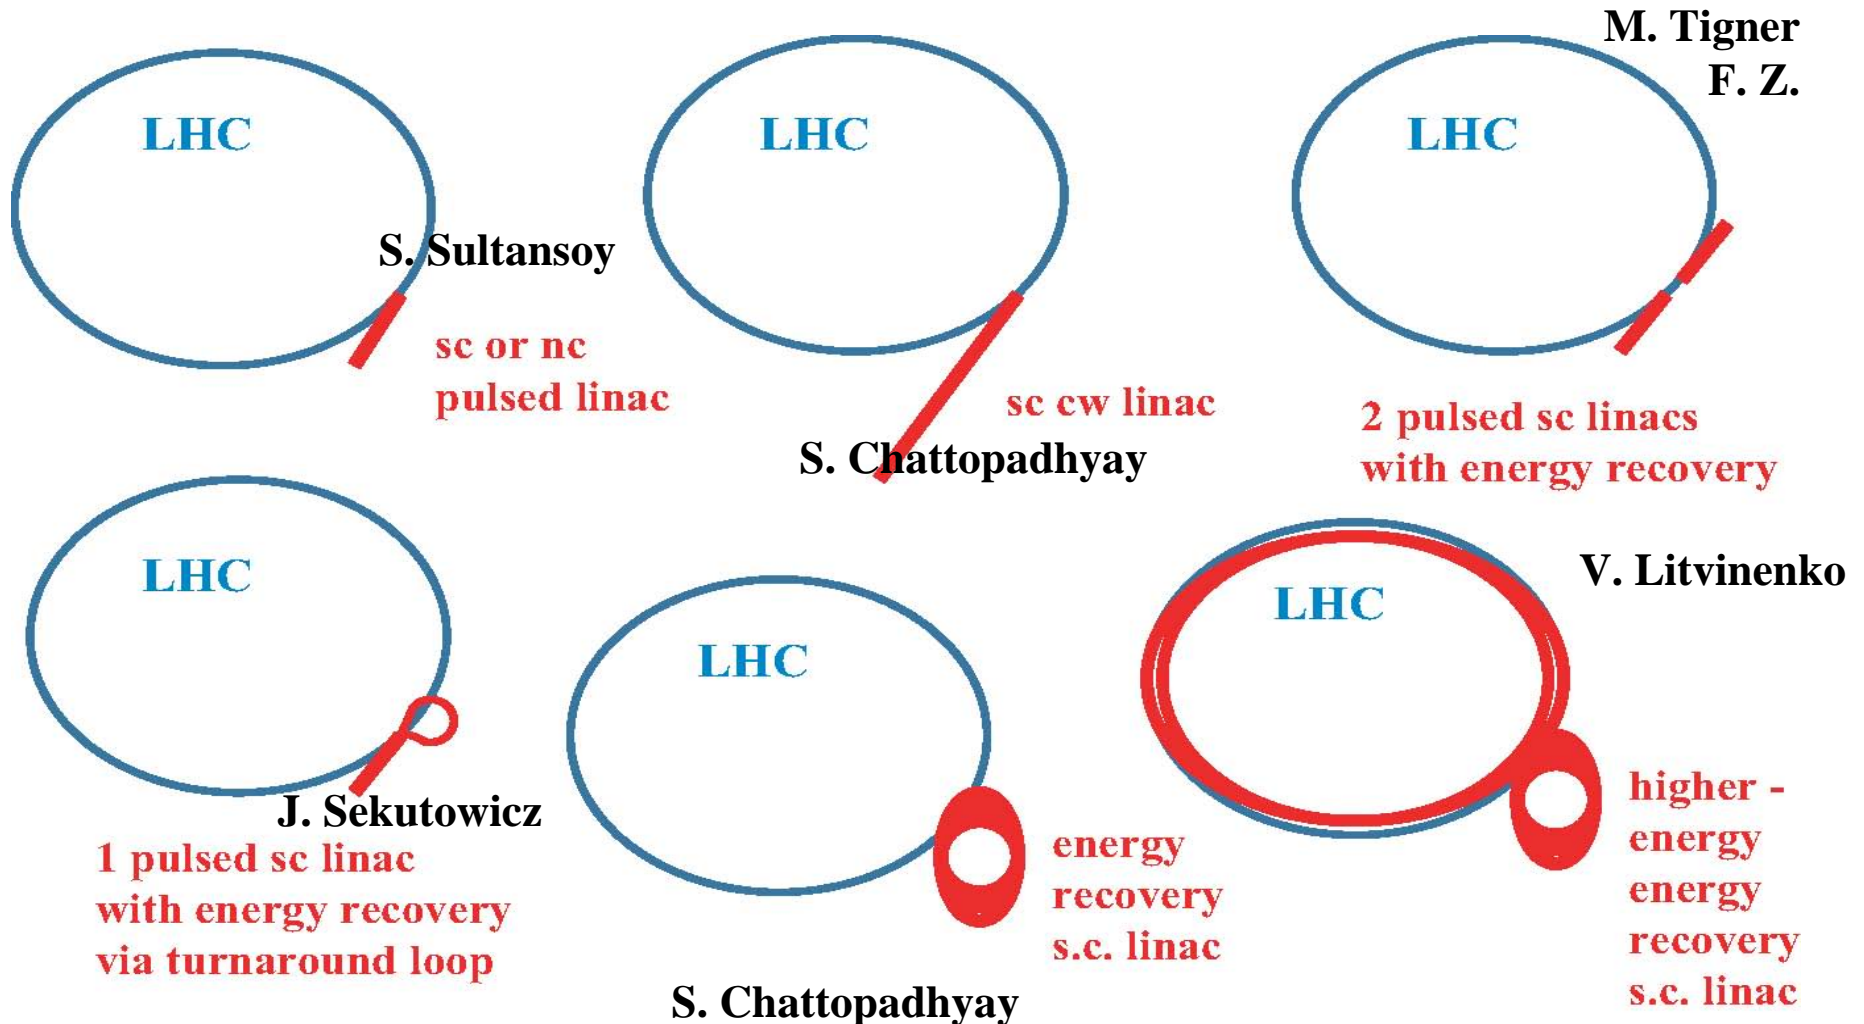 M. Tigner
F. Z.
LHC
LHC
LHC
S. Sultansoy
sc or nc
pulsed linac
sc cw linac
S. Chattopadhyay
2 pulsed sc linacs
with energy recovery
LHC
J. Sekutowicz
1 pulsed sc linac
with energy recovery
via turnaround loop
LHC
energy
recovery
s.c. linac
S. Chattopadhyay
V. Litvinenko
LHC
higher -
energy
energy
recovery
s.c. linac